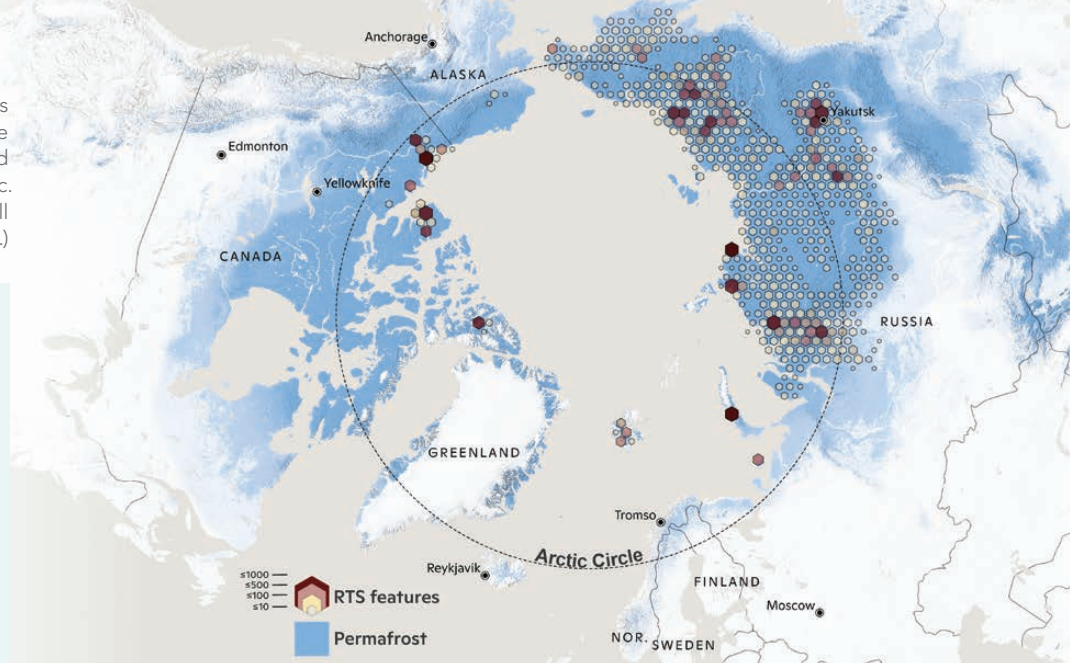 s
e
d
c.
ll
.)
Anchorage
ALASKA
Yakutsk
Edmonton
Yellowknife
CANADA
RUSSIA
GREENLAND
Tromso
Arctic Circle
Reykjavik
FINLAND
Moscow
NOR.
SWEDEN
≤1000
≤500
≤100
≤10
RTS features
Permafrost